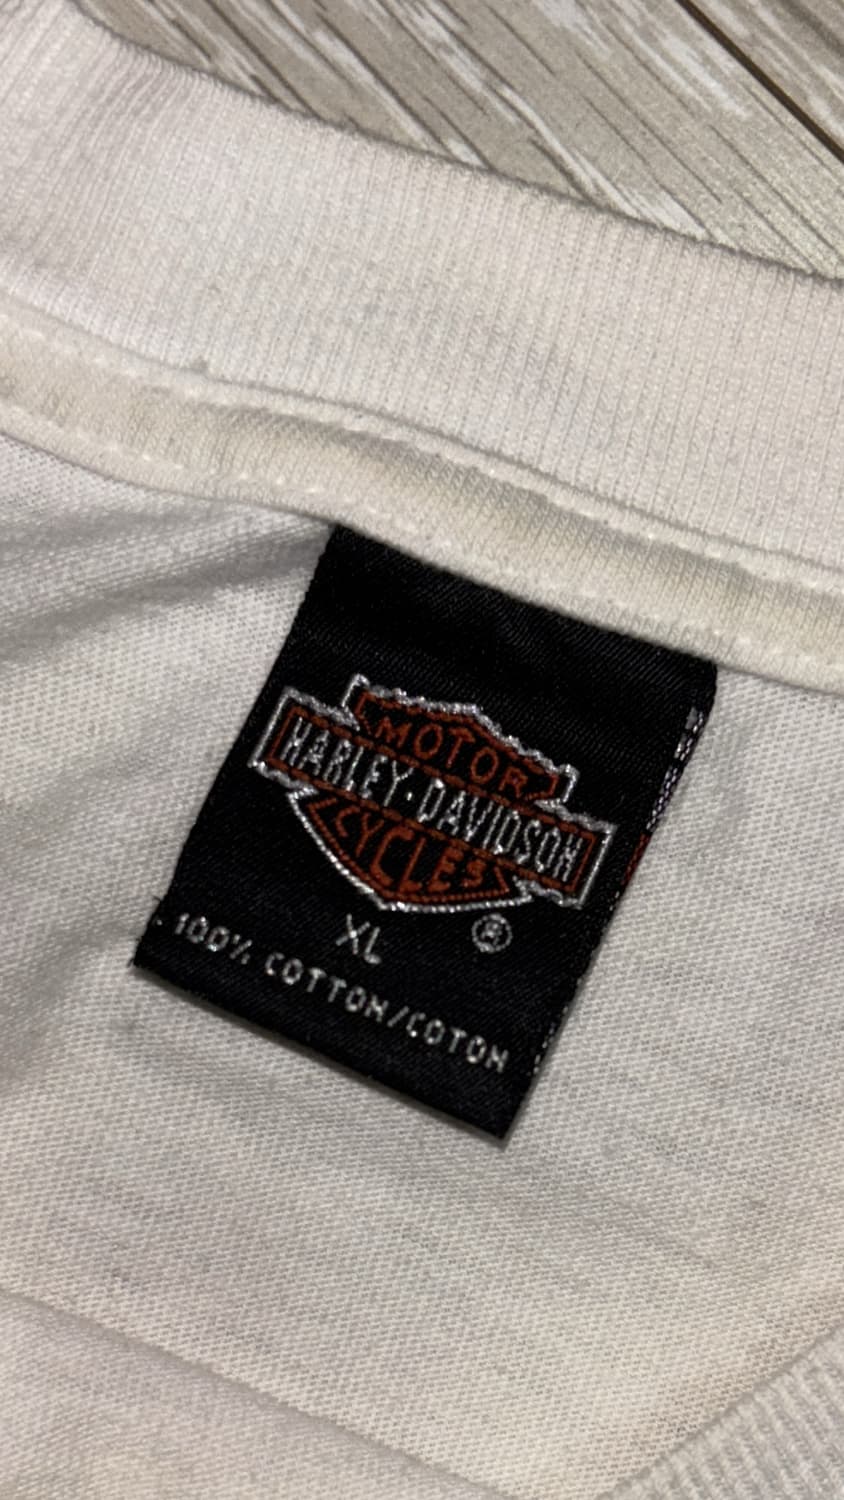 MOTOR
HARLEY-DAVIDSON
CYCLES
XL ®
100% COTTON/COTON